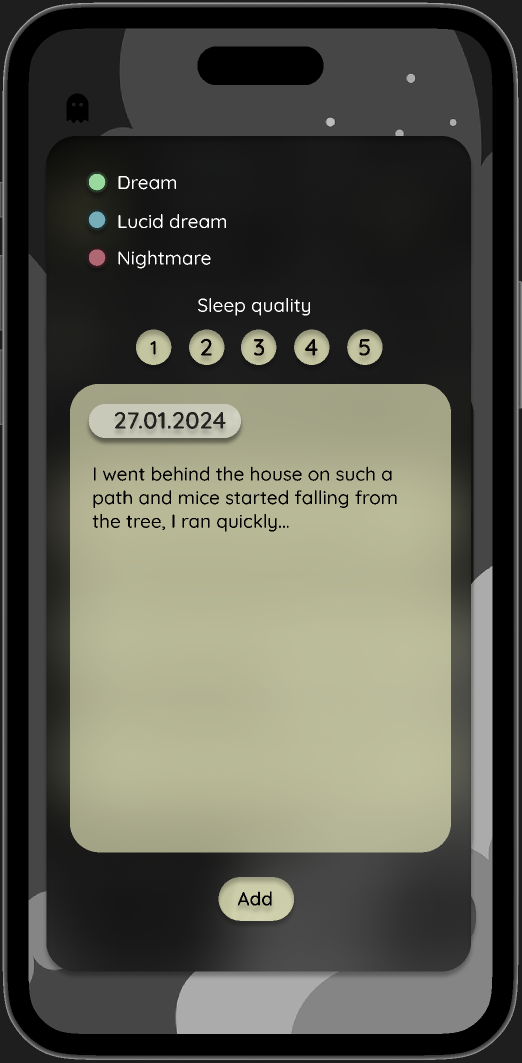 Dream
Lucid dream
Nightmare
Sleep quality
1 2 3 4 5
27.01.2024
I went behind the house on such a
path and mice started falling from
the tree, I ran quickly...
Add